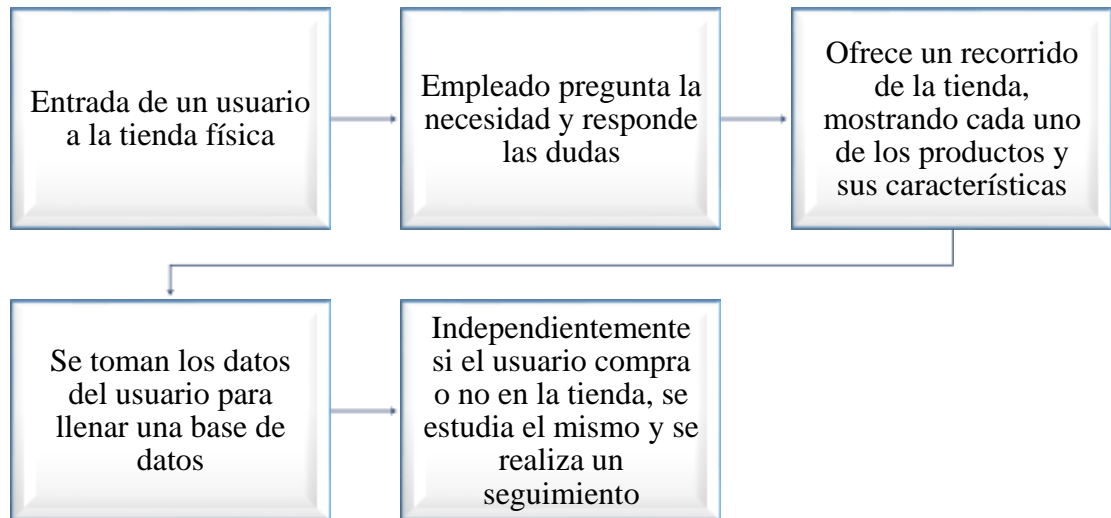 Entrada de un usuario
a la tienda física
Empleado pregunta la
necesidad y responde
las dudas
Ofrece un recorrido
de la tienda,
mostrando cada uno
de los productos y
sus características
Se toman los datos
del usuario para
llenar una base de
datos
Independientemente
si el usuario compra
o no en la tienda, se
estudia el mismo y se
realiza un
seguimiento